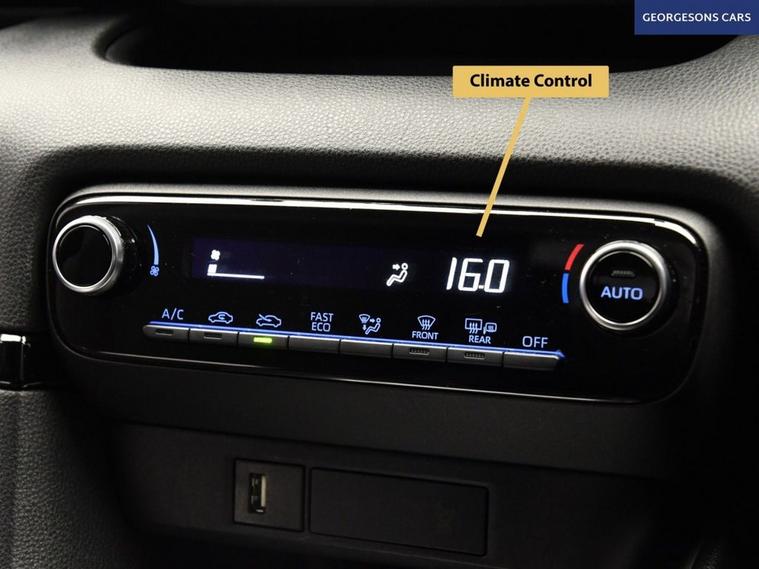 GEORGESONS CARS
Climate Control
16.0
AUTO
A/C
FAST
ECO
FRONT
REAR
OFF